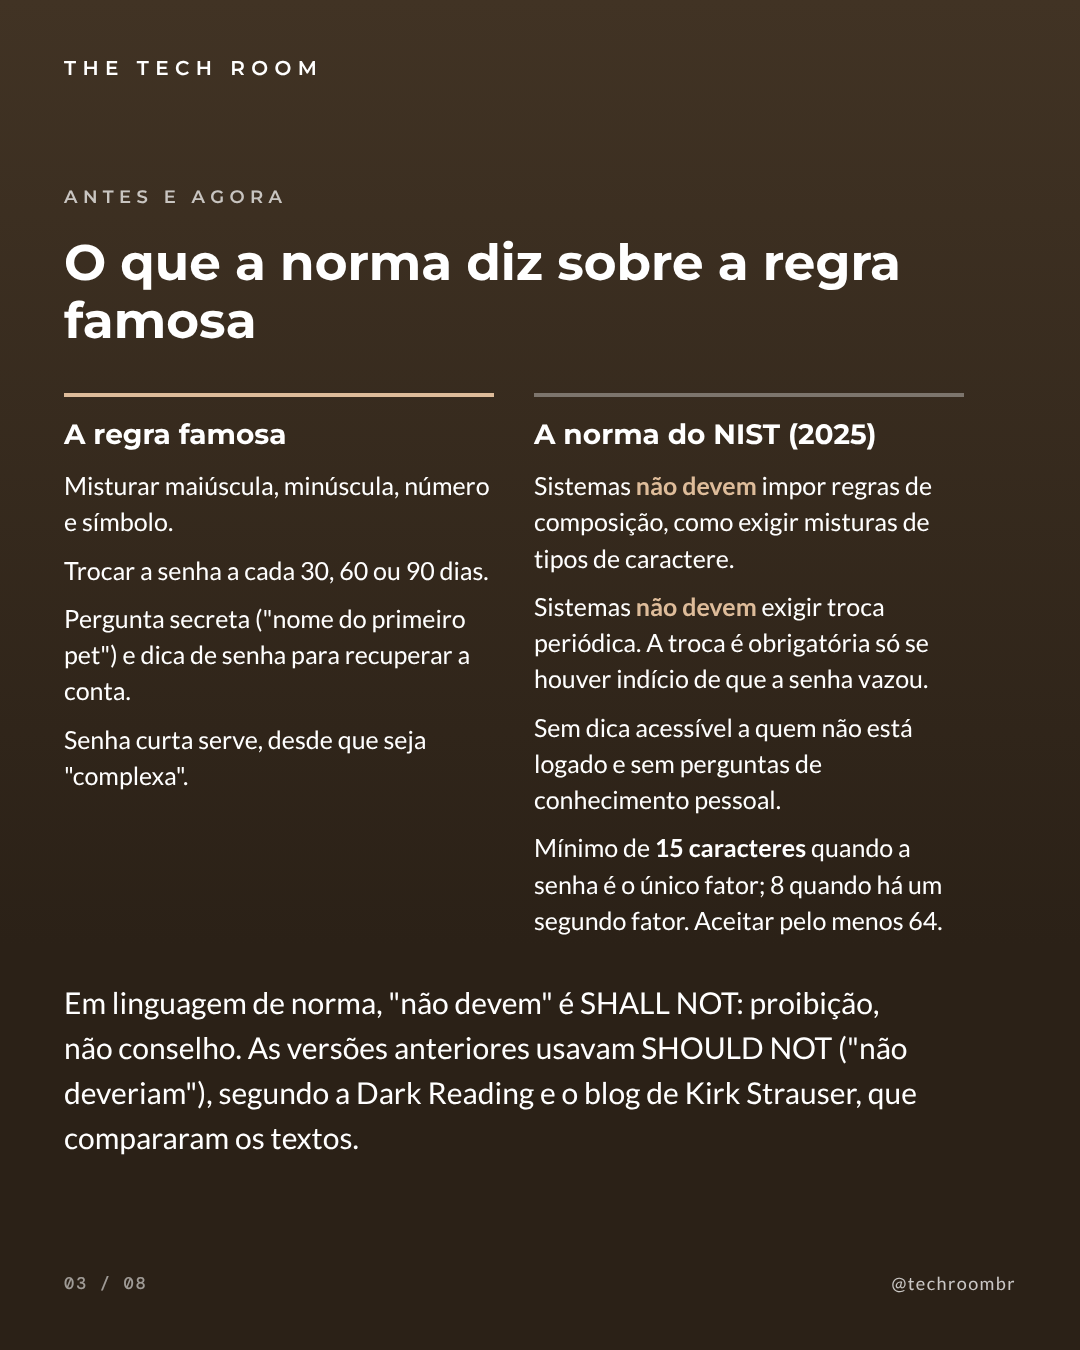 THE TECH ROOM
ANTES E AGORA
O que a norma diz sobre a regra
famosa
A regra famosa
Misturar maiúscula, minúscula, número
e símbolo.
Trocar a senha a cada 30, 60 ou 90 dias.
Pergunta secreta ("nome do primeiro
pet") e dica de senha para recuperar a
conta.
Senha curta serve, desde que seja
"complexa".
A norma do NIST (2025)
Sistemas não devem impor regras de
composição, como exigir misturas de
tipos de caractere.
Sistemas não devem exigir troca
periódica. A troca é obrigatória só se
houver indício de que a senha vazou.
Sem dica acessível a quem não está
logado e sem perguntas de
conhecimento pessoal.
Mínimo de 15 caracteres quando a
senha é o único fator; 8 quando há um
segundo fator. Aceitar pelo menos 64.
Em linguagem de norma, "não devem" é SHALL NOT: proibição,
não conselho. As versões anteriores usavam SHOULD NOT ("não
deveriam"), segundo a Dark Reading e o blog de Kirk Strauser, que
compararam os textos.
03 / 08
@techroombr